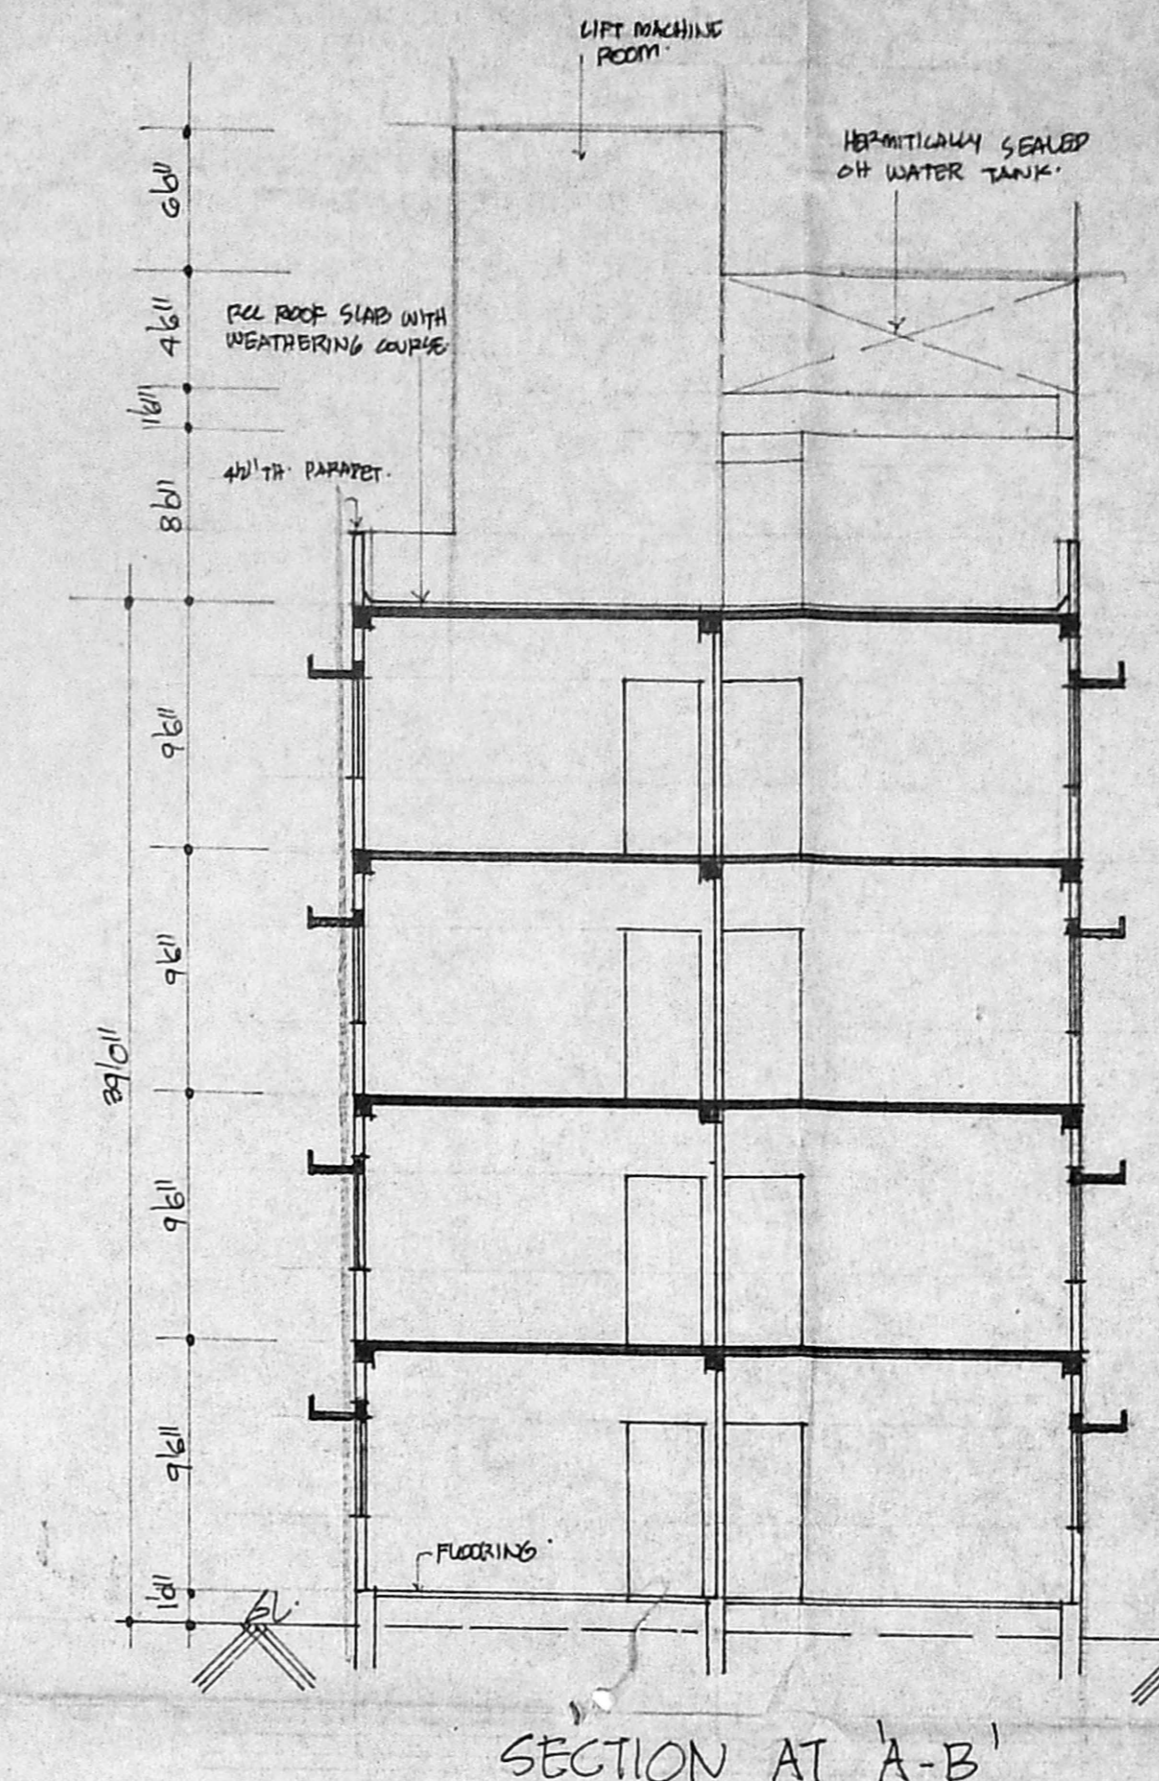 LIFT MACHINE
ROOM.
HERMITICALLY SEALED
OH WATER TANK.
RCC ROOF SLAB WITH
WEATHERING COURSE
4½" TH. PARAPET.
4'6"
1'6"
8'6"
9'6"
9'6"
39'0"
9'6"
9'6"
1'0"
FLOORING.
GL.
SECTION AT 'A-B'